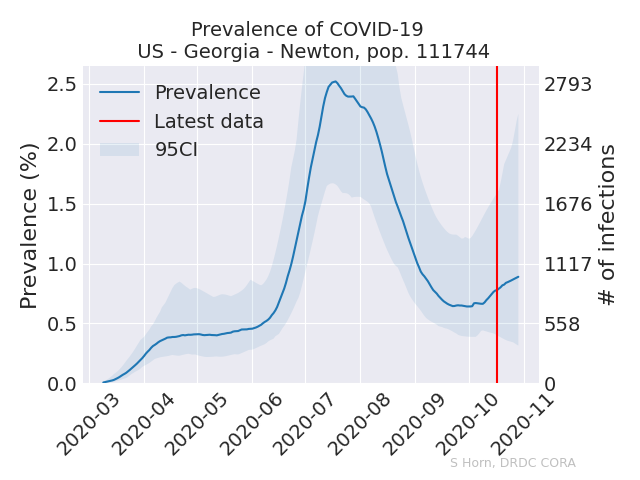 Prevalence of COVID-19
US - Georgia - Newton, pop. 111744
Prevalence
Latest data
95CI
Prevalence (%)
2.5
2.0
1.5
1.0
0.5
0.0
2793
2234
1676
1117
558
0
# of infections
2020-03
2020-04
2020-05
2020-06
2020-07
2020-08
2020-09
2020-10
2020-11
S Horn, DRDC CORA